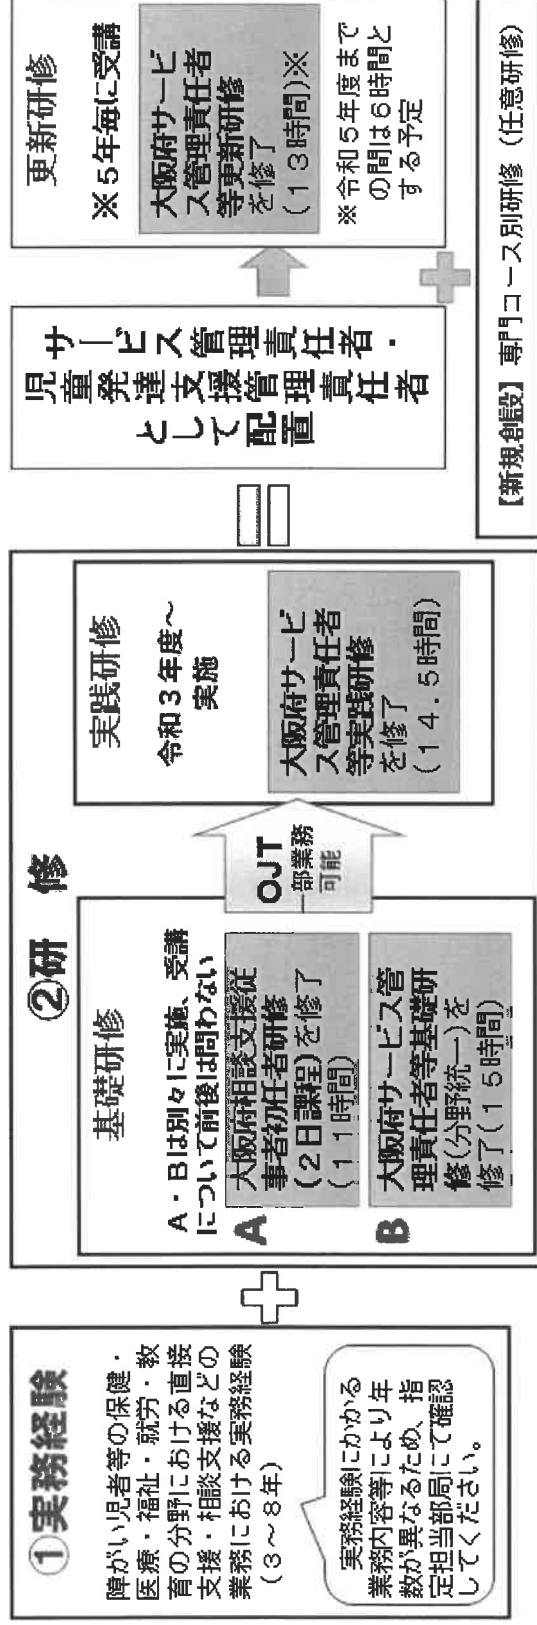 ①実務経験
障がい児者等の保健・
医療・福祉・就労・教
育の分野における直接
支援・相談支援などの
業務における実務経験
(3～8年)
実務経験にかかる
業務内容等により年
数が異なるため、指
定担当部局にて確認
してください。
②研 修
基礎研修
A・Bは別々に実施、受講
について前後は問わない
A
大阪府相談支援従
事者初任者研修
(2日課程)を修了
(11時間)
B
大阪府サービス管
理責任者等基礎研
修(分野統一)を
修了(15時間)
OJT
一部業務
可能
実践研修
令和3年度～
実施
大阪府サービ
ス管理責任者
等実践研修
を修了
(14.5時間)
サービス管理責任者・
児童発達支援管理責任者
として配置
更新研修
※5年毎に受講
大阪府サービ
ス管理責任者
等更新研修
を修了
(13時間)※
※令和5年度まで
の間は6時間と
する予定
【新規創設】専門コース別研修(任意研修)